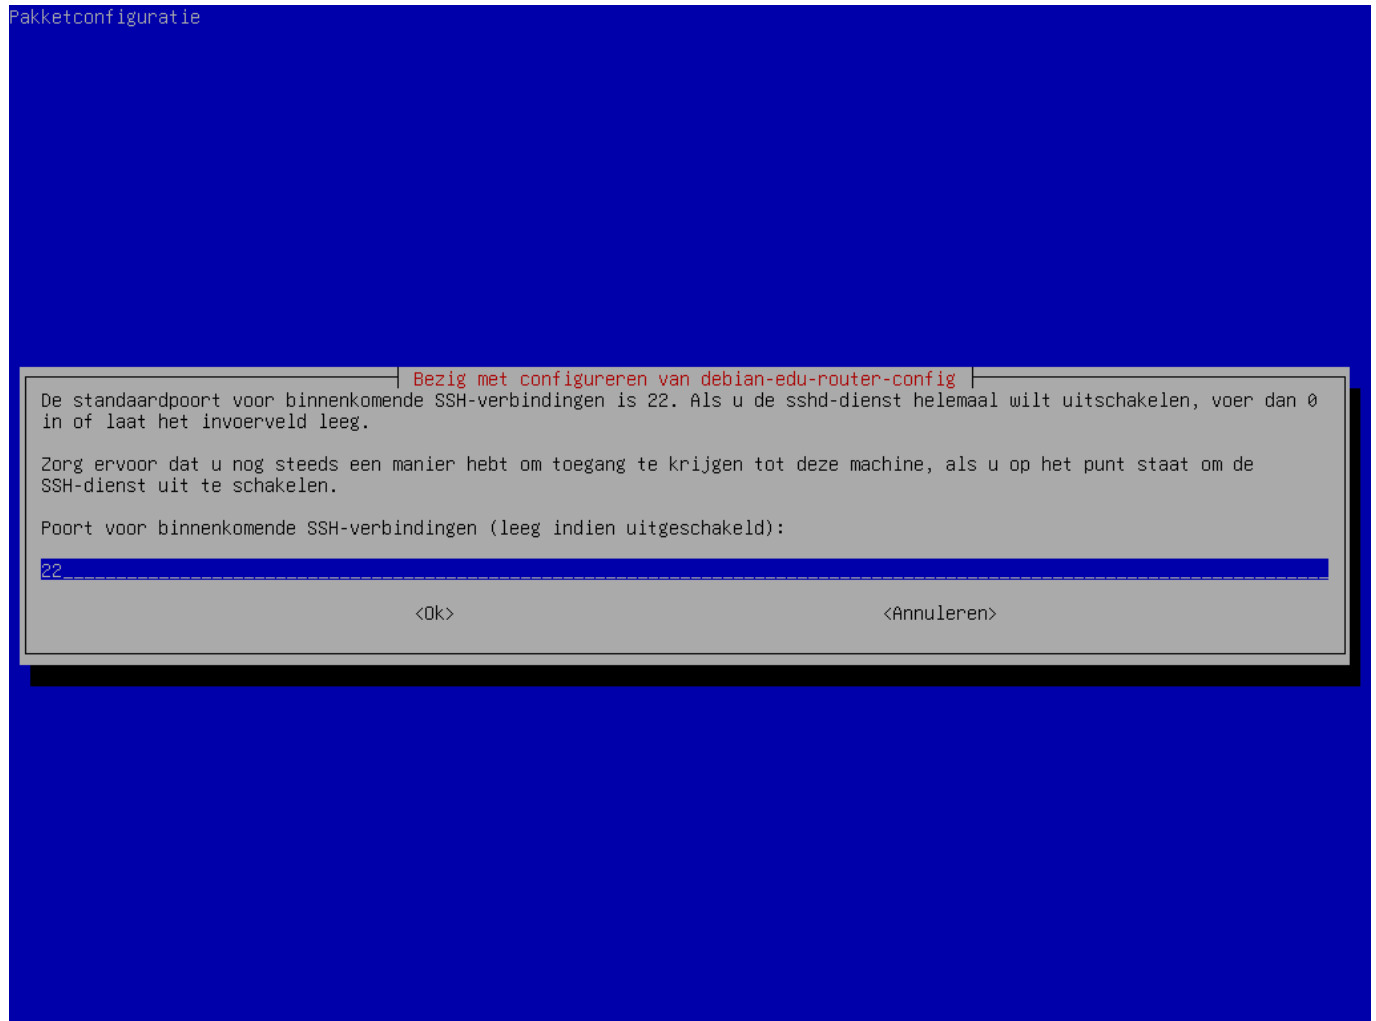 Pakketconfiguratie
Bezig met configureren van debian-edu-router-config
De standaardpoort voor binnenkomende SSH-verbindingen is 22. Als u de sshd-dienst helemaal wilt uitschakelen, voer dan 0
in of laat het invoerveld leeg.
Zorg ervoor dat u nog steeds een manier hebt om toegang te krijgen tot deze machine, als u op het punt staat om de
SSH-dienst uit te schakelen.
Poort voor binnenkomende SSH-verbindingen (leeg indien uitgeschakeld):
22
<Ok> <Annuleren>